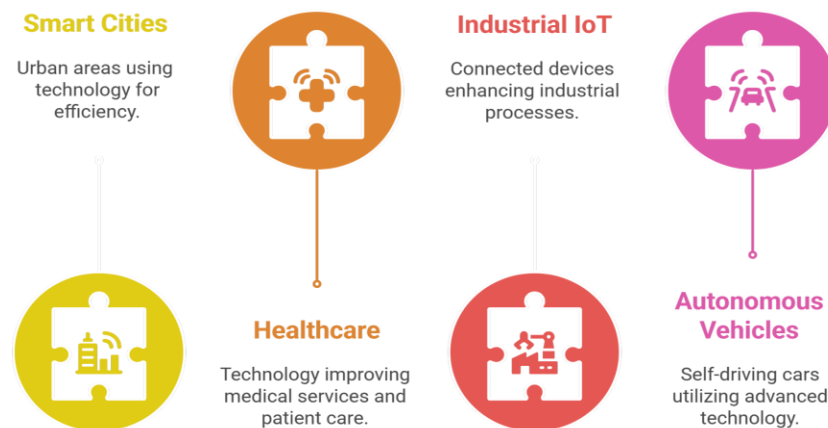 Smart Cities
Urban areas using
technology for
efficiency.
Healthcare
Technology improving
medical services and
patient care.
Industrial IoT
Connected devices
enhancing industrial
processes.
Autonomous
Vehicles
Self-driving cars
utilizing advanced
technology.